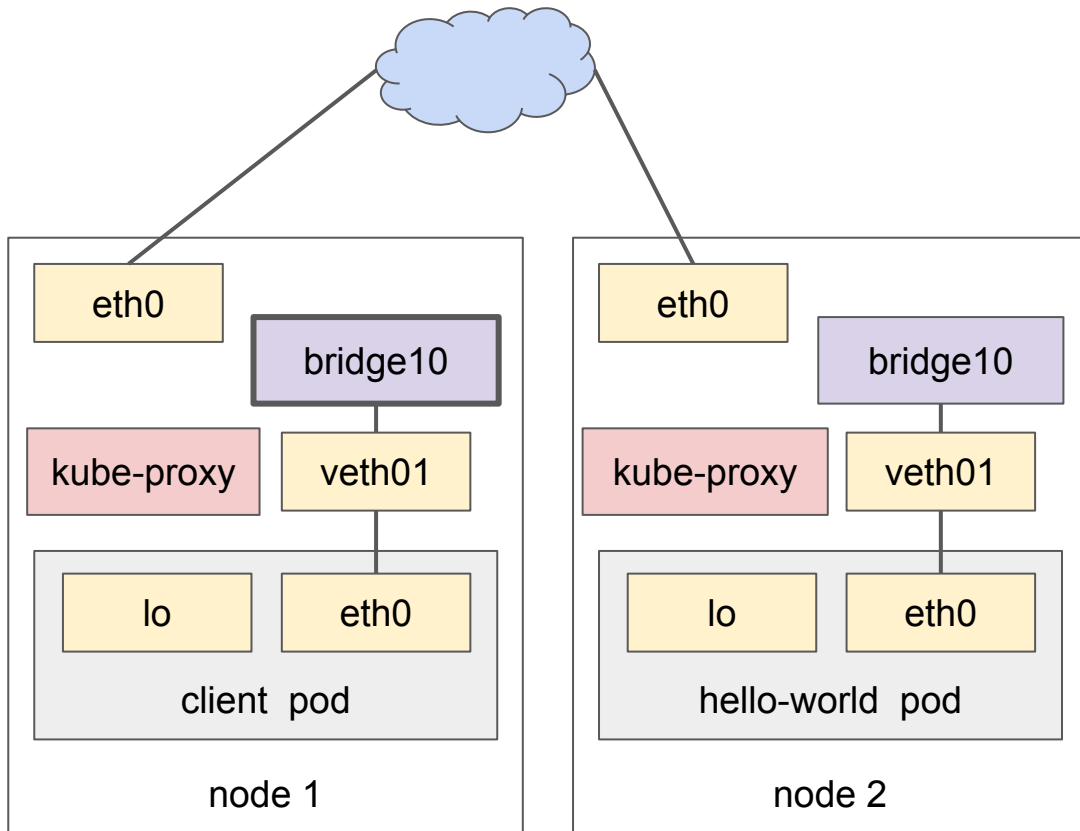 eth0
bridge10
kube-proxy
veth01
lo
eth0
client pod
node 1
eth0
bridge10
kube-proxy
veth01
lo
eth0
hello-world pod
node 2